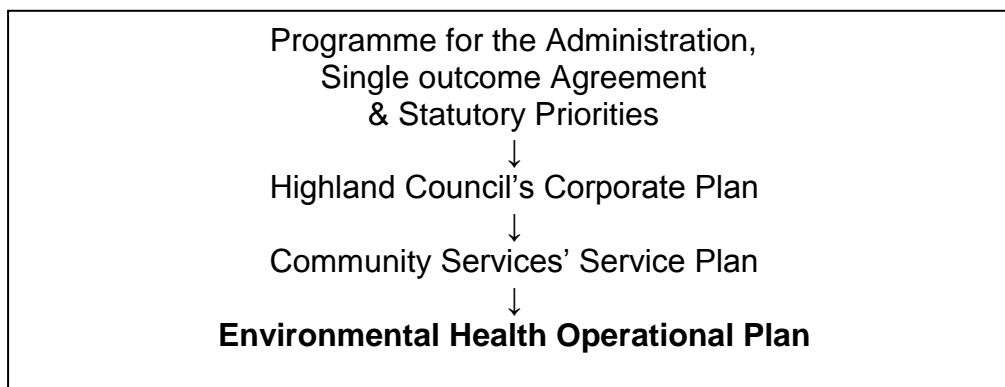 Programme for the Administration,
Single outcome Agreement
& Statutory Priorities
↓
Highland Council’s Corporate Plan
↓
Community Services’ Service Plan
↓
Environmental Health Operational Plan